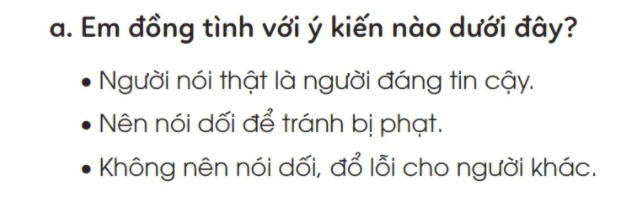 a. Em đồng tình với ý kiến nào dưới đây?
• Người nói thật là người đáng tin cậy.
• Nên nói dối để tránh bị phạt.
• Không nên nói dối, đổ lỗi cho người khác.